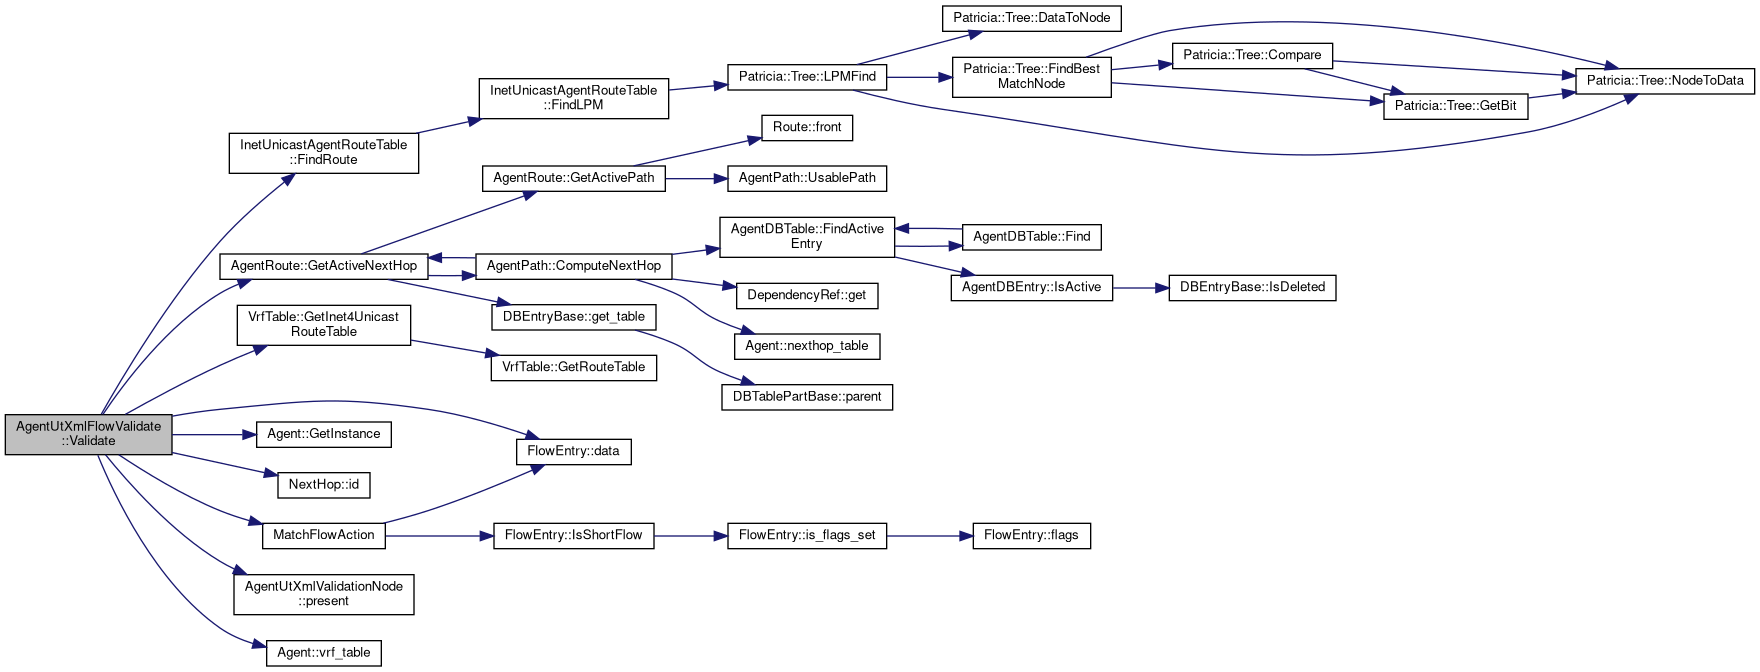 Patricia::Tree::DataToNode
Patricia::Tree::Compare
Patricia::Tree::LPMFind
Patricia::Tree::FindBest
MatchNode
Patricia::Tree::NodeToData
InetUnicastAgentRouteTable
::FindLPM
Patricia::Tree::GetBit
Route::front
InetUnicastAgentRouteTable
::FindRoute
AgentRoute::GetActivePath
AgentPath::UsablePath
AgentDBTable::FindActive
Entry
AgentDBTable::Find
AgentRoute::GetActiveNextHop
AgentPath::ComputeNextHop
AgentDBEntry::IsActive
DBEntryBase::IsDeleted
DependencyRef::get
VrfTable::GetInet4Unicast
RouteTable
DBEntryBase::get_table
Agent::nexthop_table
VrfTable::GetRouteTable
DBTablePartBase::parent
AgentUtXmlFlowValidate
::Validate
Agent::GetInstance
FlowEntry::data
NextHop::id
MatchFlowAction
FlowEntry::IsShortFlow
FlowEntry::is_flags_set
FlowEntry::flags
AgentUtXmlValidationNode
::present
Agent::vrf_table